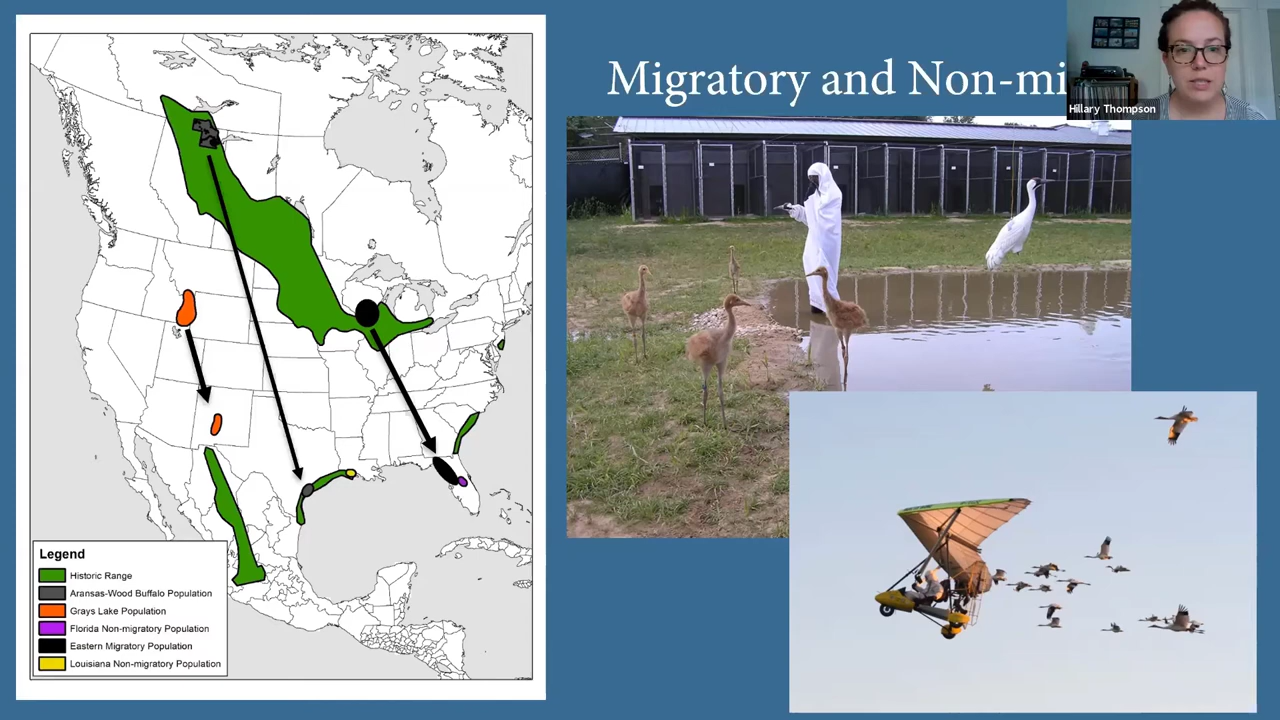 Migratory and Non-mi
Hillary Thompson
Legend
Historic Range
Aransas-Wood Buffalo Population
Grays Lake Population
Florida Non-migratory Population
Eastern Migratory Population
Louisiana Non-migratory Population